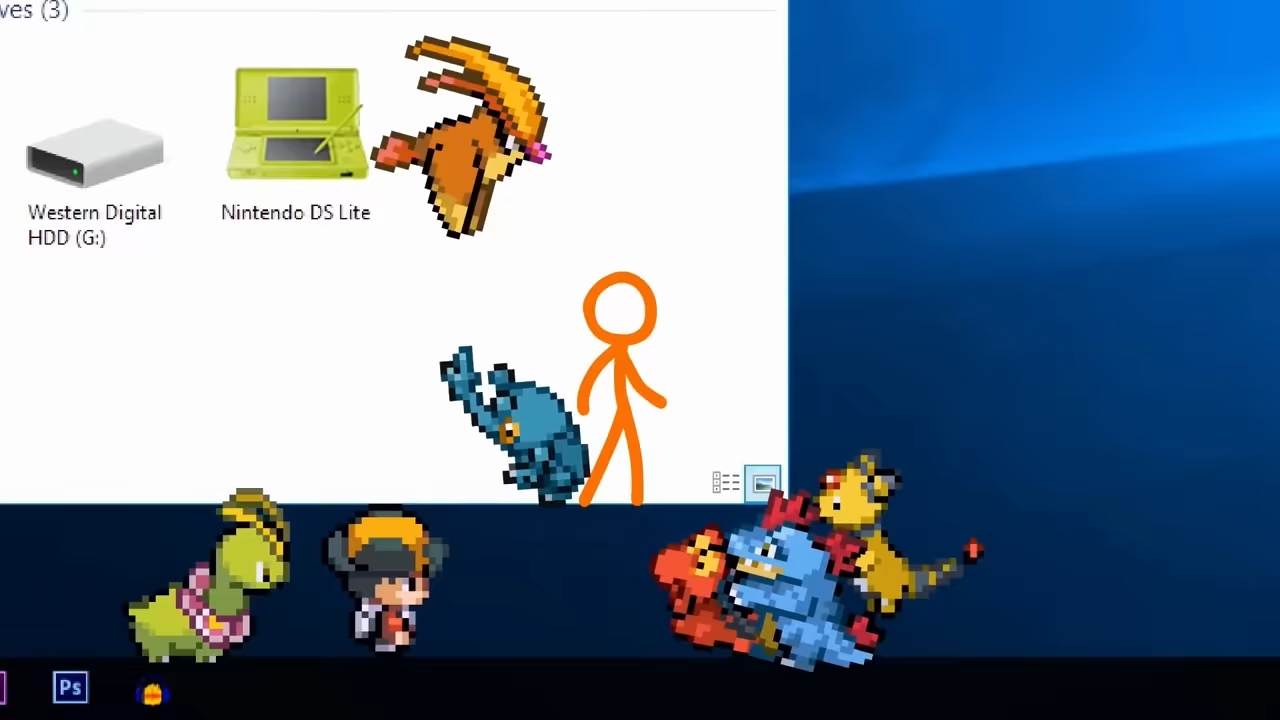 ves (3)
Western Digital
HDD (G:)
Nintendo DS Lite
Ps